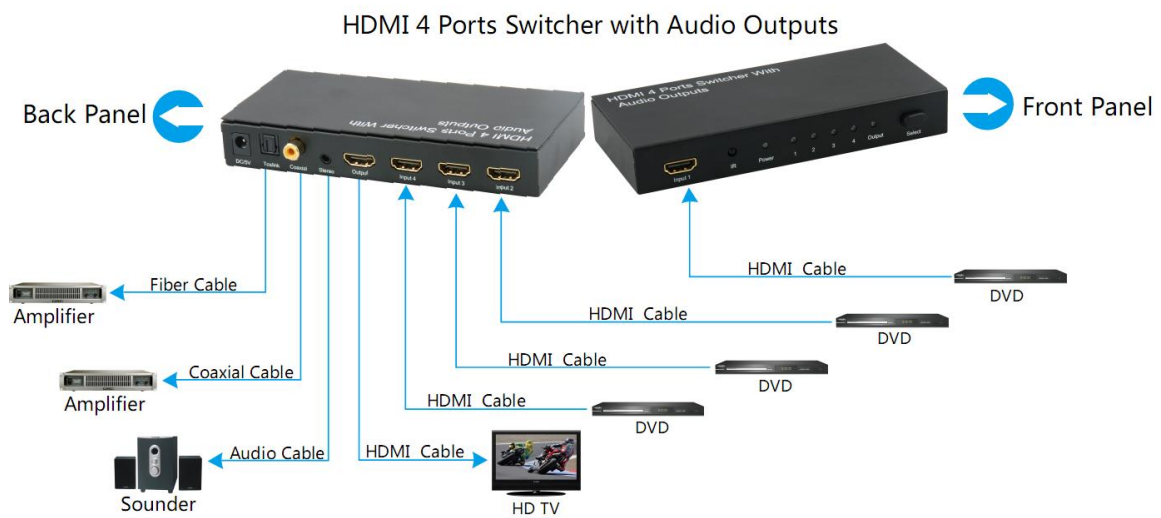 HDMI 4 Ports Switcher with Audio Outputs
Back Panel
HDMI 4 Ports Switcher With
Audio Outputs
DC/5V Toslink Coaxial Stereo Output Input 4 Input 3 Input 2
HDMI 4 Ports Switcher With
Audio Outputs
Input 1 IR Power 1 2 3 4 Output Select
Front Panel
HDMI Cable
DVD
Fiber Cable
Amplifier
HDMI Cable
DVD
HDMI Cable
DVD
Coaxial Cable
Amplifier
HDMI Cable
DVD
Audio Cable
HDMI Cable
Sounder
HD TV